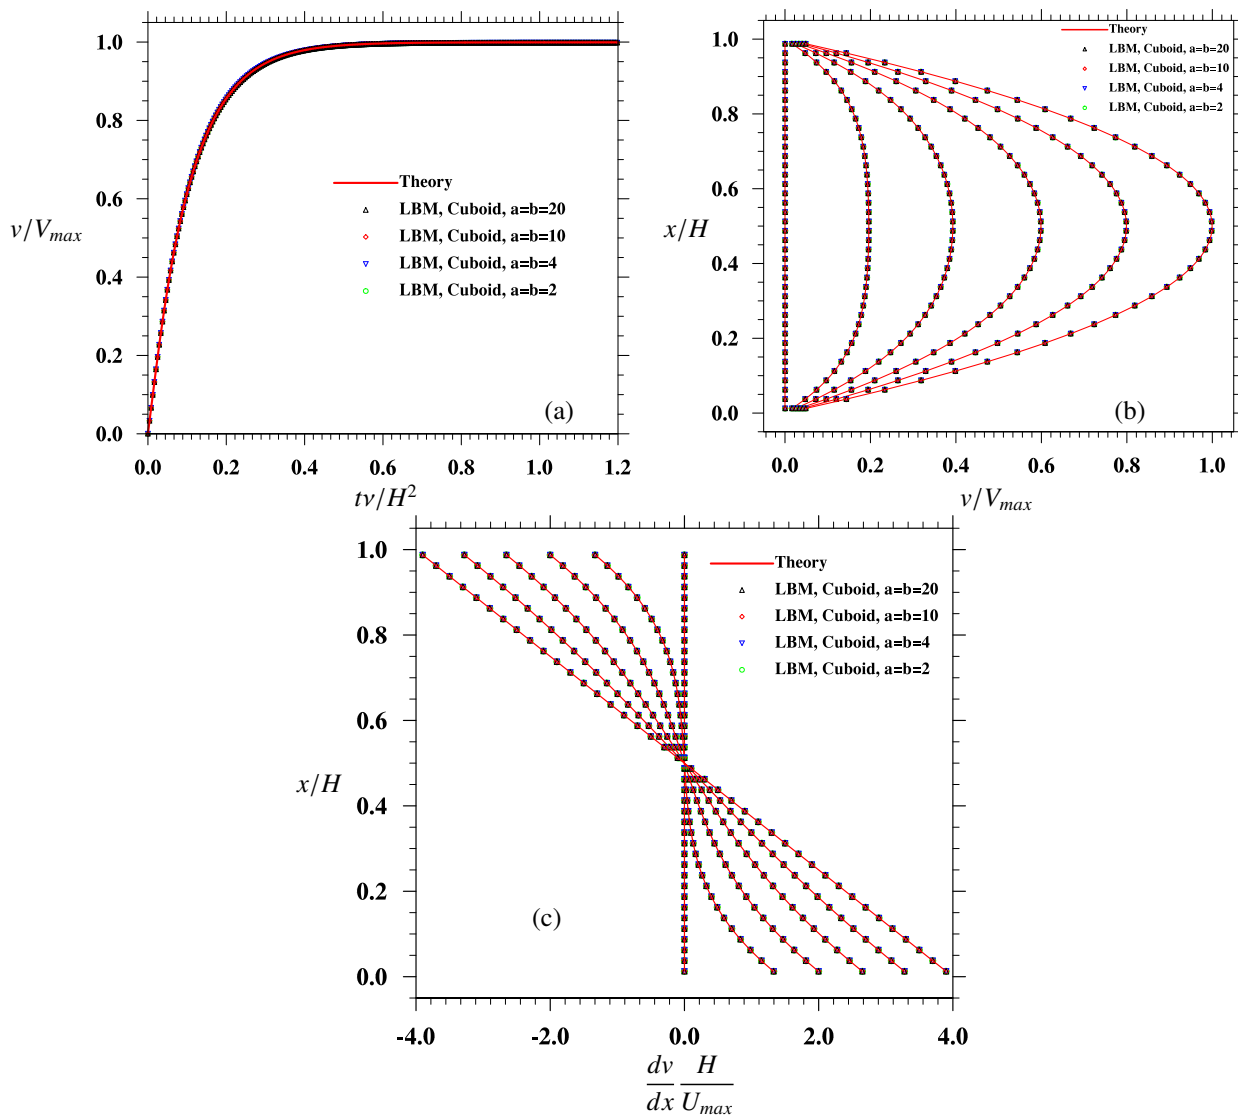 1.0
0.8
0.6
0.4
0.2
0.0
v/V_max
Theory
LBM, Cuboid, a=b=20
LBM, Cuboid, a=b=10
LBM, Cuboid, a=b=4
LBM, Cuboid, a=b=2
(a)
0.0 0.2 0.4 0.6 0.8 1.0 1.2
tν/H²
1.0
0.8
0.6
0.4
0.2
0.0
x/H
Theory
LBM, Cuboid, a=b=20
LBM, Cuboid, a=b=10
LBM, Cuboid, a=b=4
LBM, Cuboid, a=b=2
(b)
0.0 0.2 0.4 0.6 0.8 1.0
v/V_max
1.0
0.8
0.6
0.4
0.2
0.0
x/H
Theory
LBM, Cuboid, a=b=20
LBM, Cuboid, a=b=10
LBM, Cuboid, a=b=4
LBM, Cuboid, a=b=2
(c)
-4.0 -2.0 0.0 2.0 4.0
dv H
dx U_max